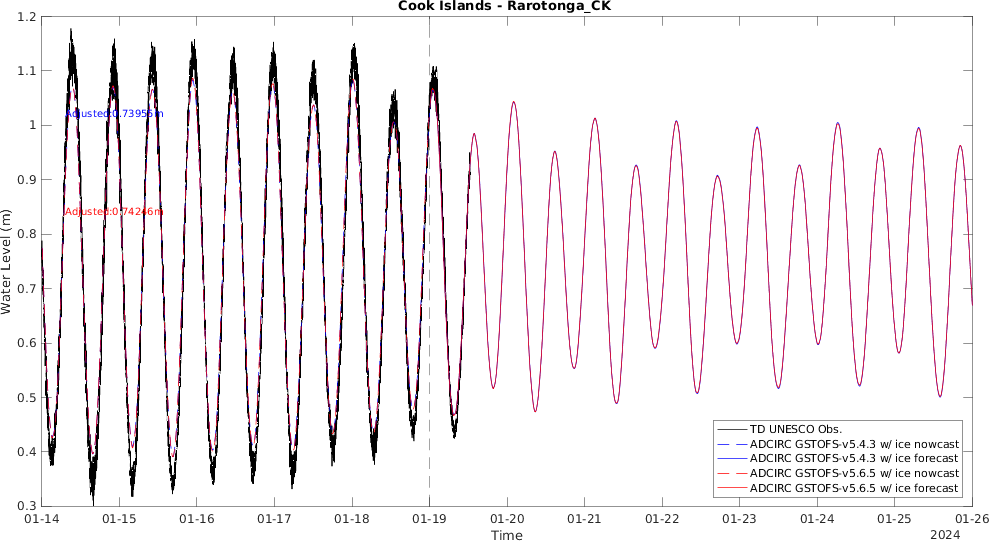 Cook Islands - Rarotonga_CK
Water Level (m)
1.2
1.1
1
0.9
0.8
0.7
0.6
0.5
0.4
0.3
Adjusted:0.73955m
Adjusted:0.74246m
TD UNESCO Obs.
ADCIRC GSTOFS-v5.4.3 w/ ice nowcast
ADCIRC GSTOFS-v5.4.3 w/ ice forecast
ADCIRC GSTOFS-v5.6.5 w/ ice nowcast
ADCIRC GSTOFS-v5.6.5 w/ ice forecast
01-14 01-15 01-16 01-17 01-18 01-19 01-20 01-21 01-22 01-23 01-24 01-25 01-26
Time
2024